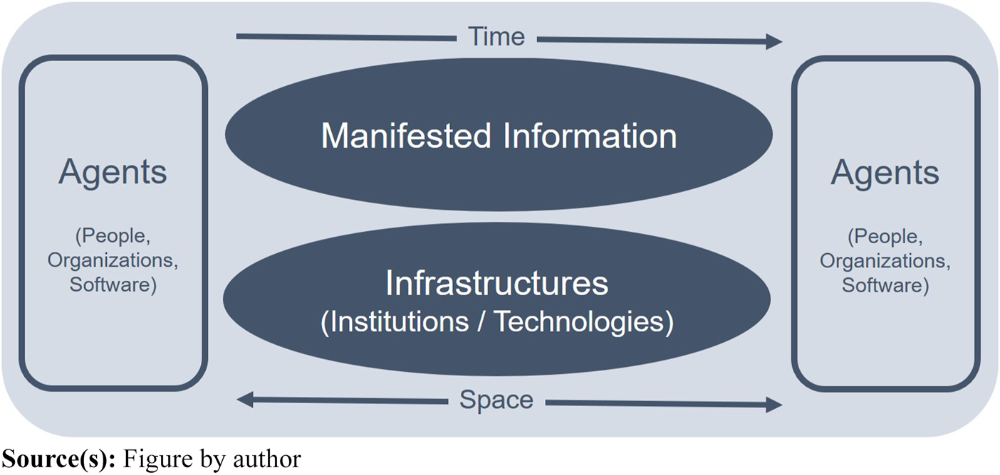 Time
Manifested Information
Agents
(People,
Organizations,
Software)
Agents
(People,
Organizations,
Software)
Infrastructures
(Institutions / Technologies)
Space
Source(s): Figure by author